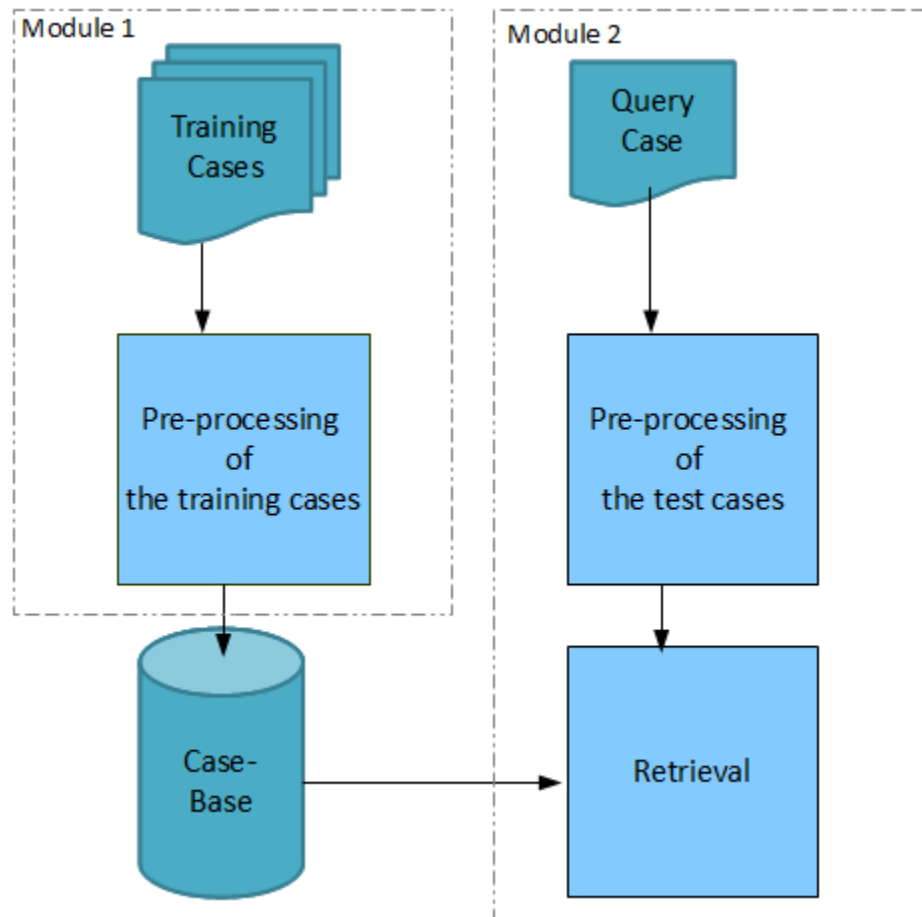 Module 1
Training
Cases
Pre-processing
of
the training cases
Case-
Base
Module 2
Query
Case
Pre-processing
of
the test cases
Retrieval